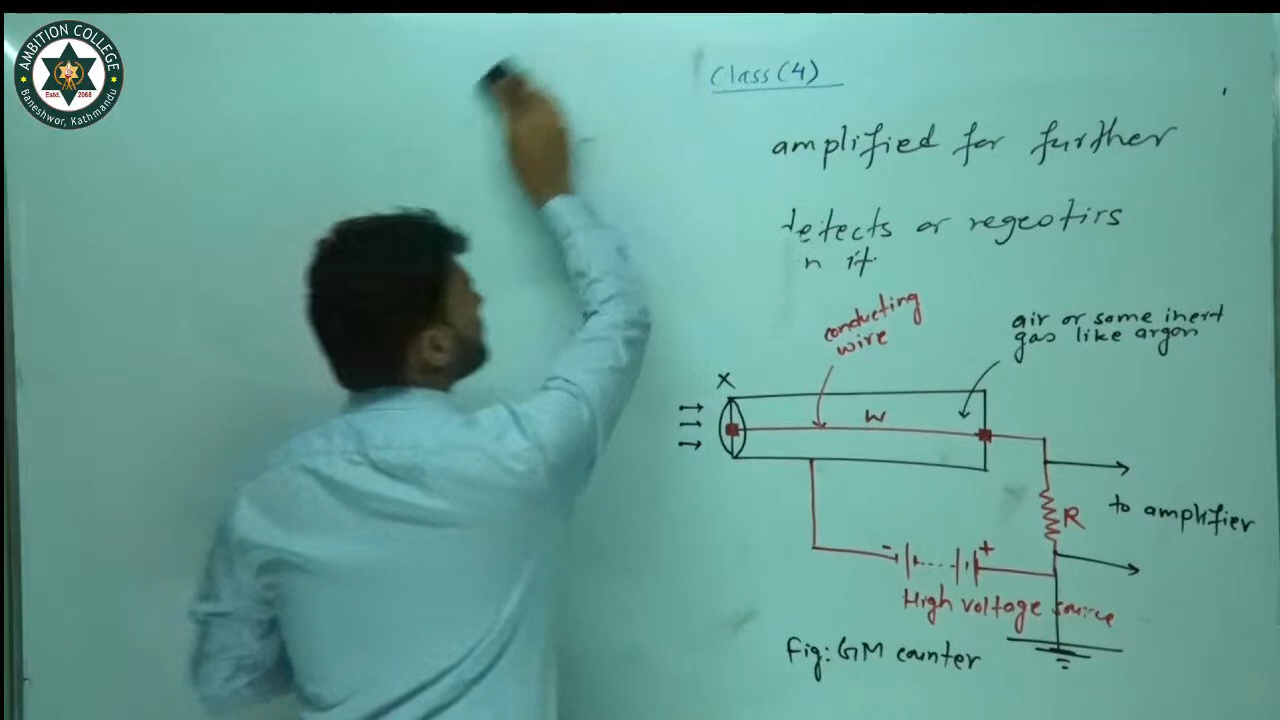 AMBITION COLLEGE
Estd. 2068
Baneshwor, Kathmandu
Class (4)
amplified for further
detects or regeotirs
n it.
conducting
wire
air or some inert
gas like argon
X
W
R
to amplifier
- +
High voltage source
Fig: GM counter